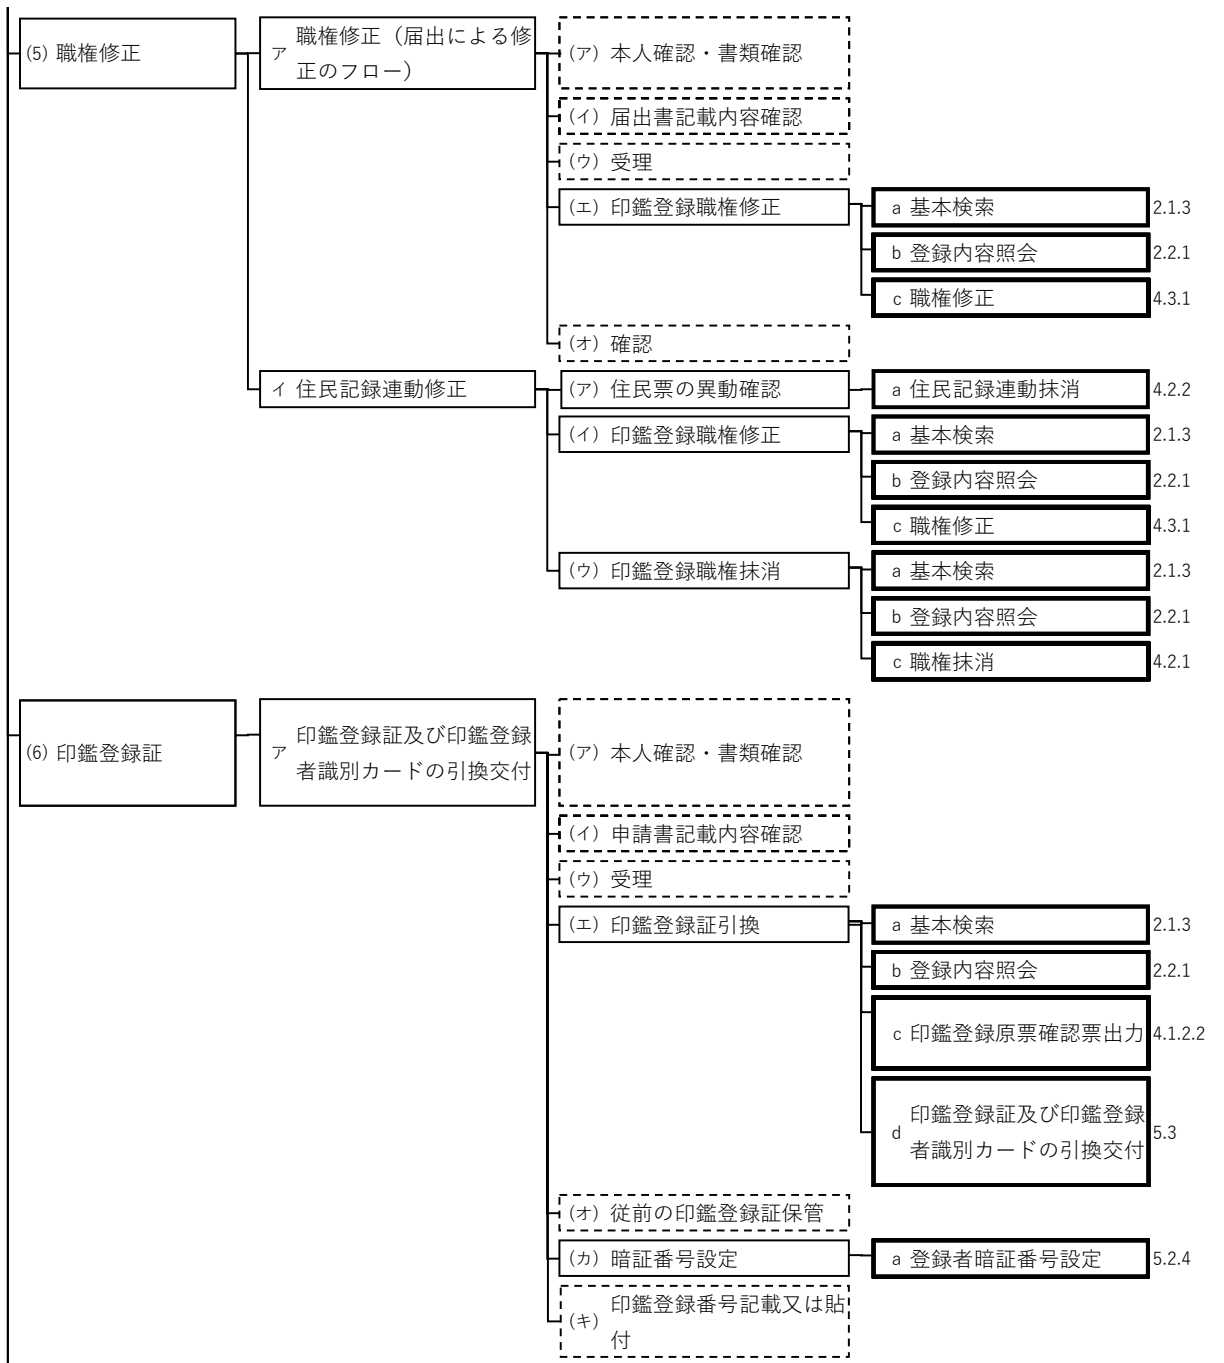 (5) 職権修正
ア 職権修正（届出による修
正のフロー）
(ア) 本人確認・書類確認
(イ) 届出書記載内容確認
(ウ) 受理
(エ) 印鑑登録職権修正
a 基本検索 2.1.3
b 登録内容照会 2.2.1
c 職権修正 4.3.1
(オ) 確認
イ 住民記録連動修正
(ア) 住民票の異動確認
a 住民記録連動抹消 4.2.2
(イ) 印鑑登録職権修正
a 基本検索 2.1.3
b 登録内容照会 2.2.1
c 職権修正 4.3.1
(ウ) 印鑑登録職権抹消
a 基本検索 2.1.3
b 登録内容照会 2.2.1
c 職権抹消 4.2.1
(6) 印鑑登録証
ア 印鑑登録証及び印鑑登録
者識別カードの引換交付
(ア) 本人確認・書類確認
(イ) 申請書記載内容確認
(ウ) 受理
(エ) 印鑑登録証引換
a 基本検索 2.1.3
b 登録内容照会 2.2.1
c 印鑑登録原票確認票出力 4.1.2.2
d 印鑑登録証及び印鑑登録
者識別カードの引換交付 5.3
(オ) 従前の印鑑登録証保管
(カ) 暗証番号設定
a 登録者暗証番号設定 5.2.4
(キ) 印鑑登録番号記載又は貼
付